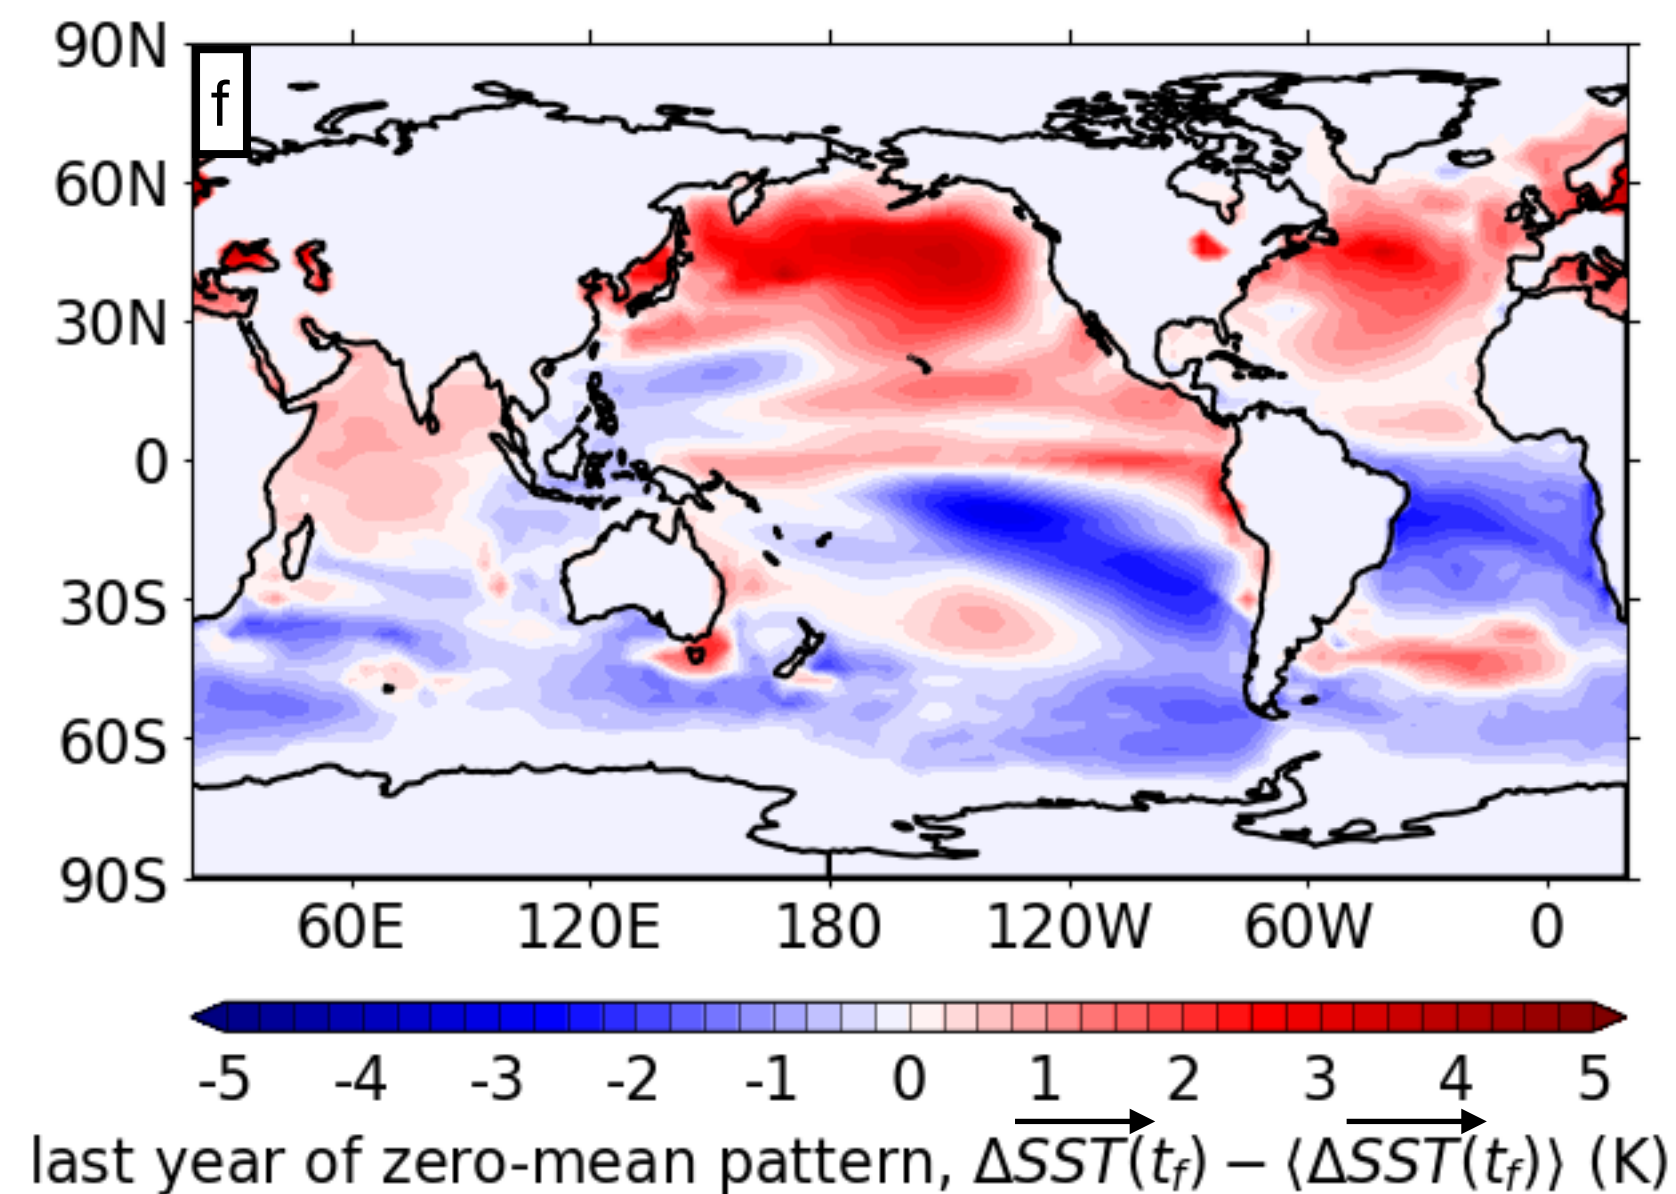 90N
f
60N
30N
0
30S
60S
90S
60E 120E 180 120W 60W 0
-5 -4 -3 -2 -1 0 1 2 3 4 5
last year of zero-mean pattern, ΔSST(t_f) − ⟨ΔSST(t_f)⟩ (K)